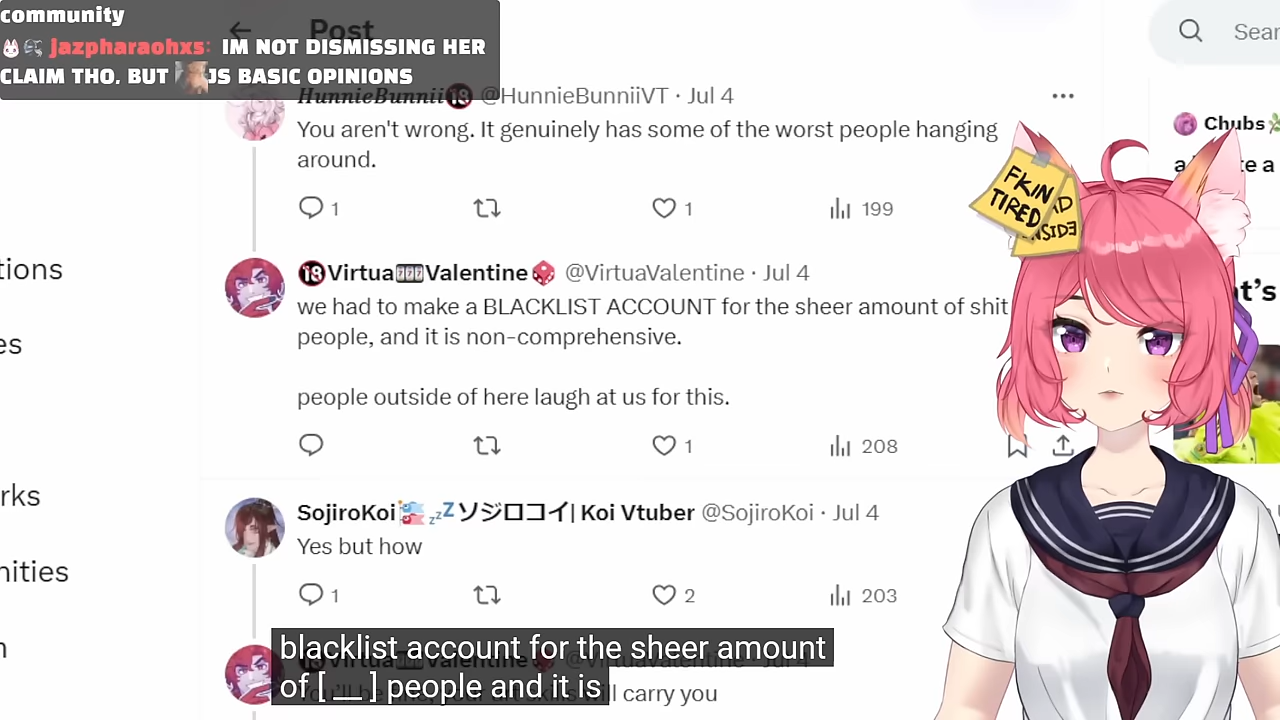 community
jazpharaohxs: IM NOT DISMISSING HER
CLAIM THO. BUT JS BASIC OPINIONS
Post
Sear
HunnieBunnii🔞 @HunnieBunniiVT · Jul 4
You aren't wrong. It genuinely has some of the worst people hanging
around.
1
1
199
Chubs
FKIN
TIRED
🔞Virtua🎰Valentine🎲 @VirtuaValentine · Jul 4
we had to make a BLACKLIST ACCOUNT for the sheer amount of shit
people, and it is non-comprehensive.
people outside of here laugh at us for this.
1
208
SojiroKoi🎏💤ソジロコイ| Koi Vtuber @SojiroKoi · Jul 4
Yes but how
1
2
203
blacklist account for the sheer amount
of [ __ ] people and it is
will carry you
tions
es
rks
nities